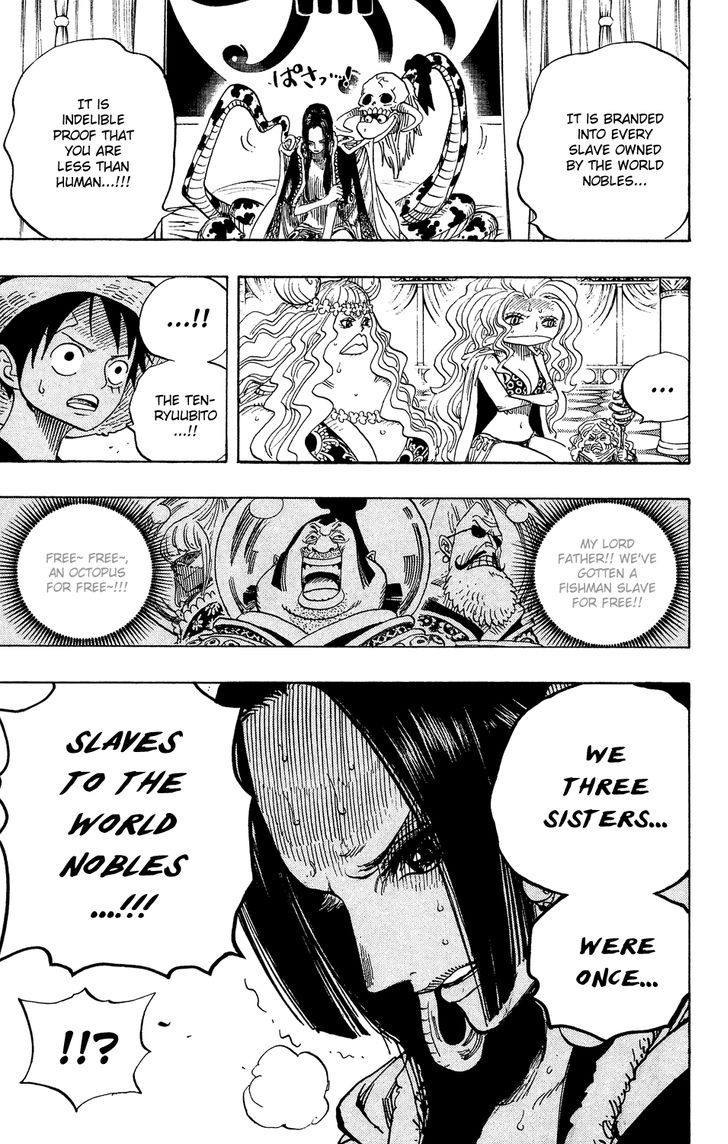 IT IS BRANDED
INTO EVERY
SLAVE OWNED
BY THE WORLD
NOBLES...
ぱさっ…!
IT IS
INDELIBLE
PROOF THAT
YOU ARE
LESS THAN
HUMAN...!!!
...
...!!
THE TEN-
RYUUBITO
...!!
MY LORD
FATHER!! WE'VE
GOTTEN A
FISHMAN SLAVE
FOR FREE!!
FREE~ FREE~,
AN OCTOPUS
FOR FREE~!!!
WE
THREE
SISTERS...
WERE
ONCE...
SLAVES
TO THE
WORLD
NOBLES
....!!!
!!?